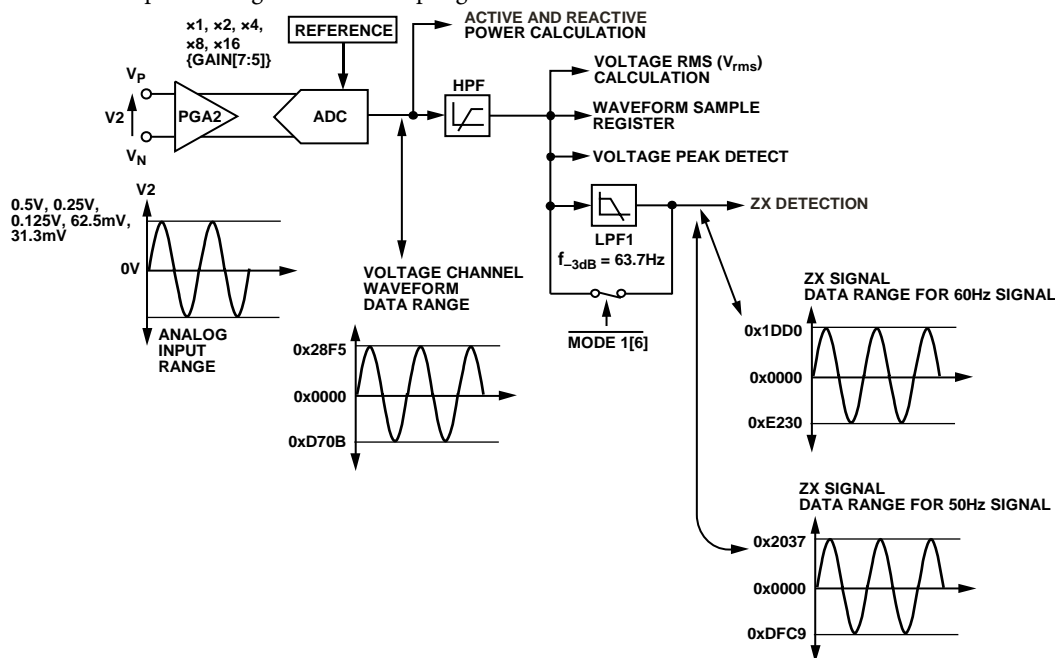 ×1, ×2, ×4,
×8, ×16
{GAIN[7:5]}
REFERENCE
ACTIVE AND REACTIVE
POWER CALCULATION
VP
V2
VN
PGA2
ADC
HPF
VOLTAGE RMS (Vrms)
CALCULATION
WAVEFORM SAMPLE
REGISTER
VOLTAGE PEAK DETECT
LPF1
f–3dB = 63.7Hz
ZX DETECTION
MODE 1[6]
V2
0.5V, 0.25V,
0.125V, 62.5mV,
31.3mV
0V
ANALOG
INPUT
RANGE
VOLTAGE CHANNEL
WAVEFORM
DATA RANGE
0x28F5
0x0000
0xD70B
ZX SIGNAL
DATA RANGE FOR 60Hz SIGNAL
0x1DD0
0x0000
0xE230
ZX SIGNAL
DATA RANGE FOR 50Hz SIGNAL
0x2037
0x0000
0xDFC9